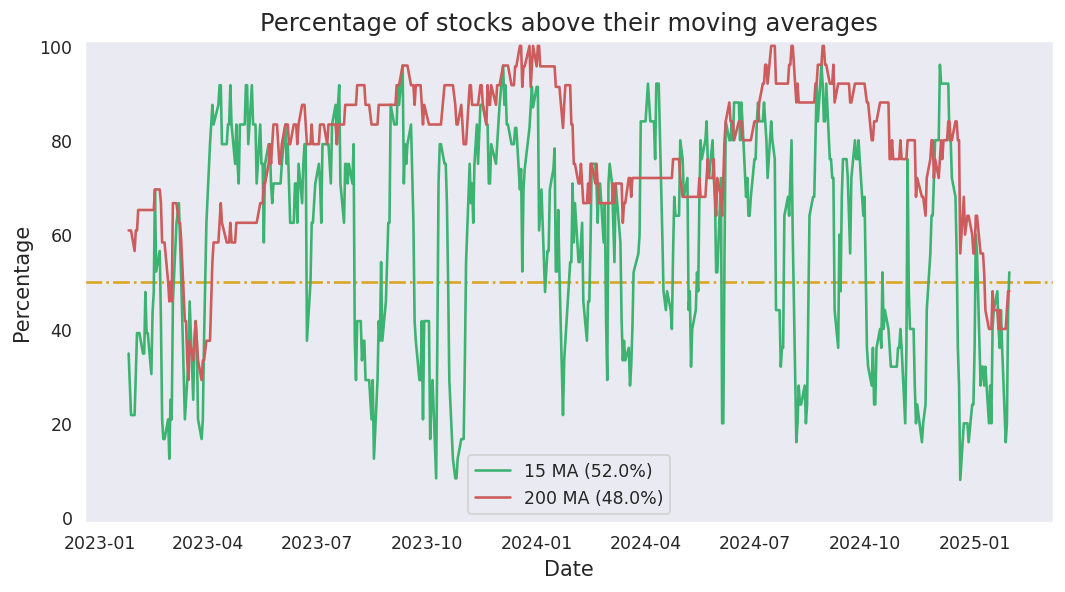 Percentage of stocks above their moving averages
Percentage
100
80
60
40
20
0
15 MA (52.0%)
200 MA (48.0%)
2023-01 2023-04 2023-07 2023-10 2024-01 2024-04 2024-07 2024-10 2025-01
Date